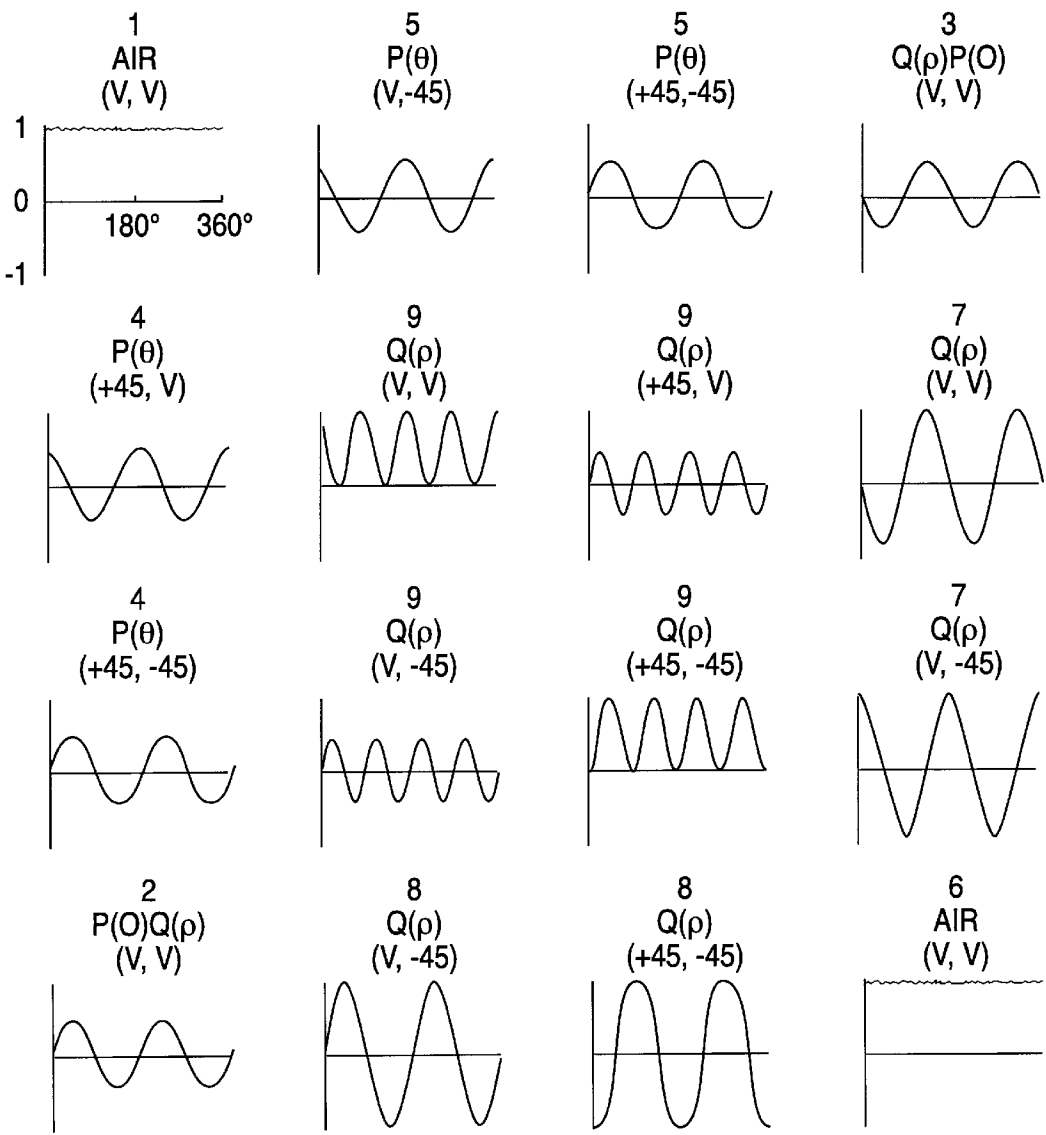 1
AIR
(V, V)
5
P(θ)
(V,-45)
5
P(θ)
(+45,-45)
3
Q(ρ)P(O)
(V, V)
1
0
-1
180°
360°
4
P(θ)
(+45, V)
9
Q(ρ)
(V, V)
9
Q(ρ)
(+45, V)
7
Q(ρ)
(V, V)
4
P(θ)
(+45, -45)
9
Q(ρ)
(V, -45)
9
Q(ρ)
(+45, -45)
7
Q(ρ)
(V, -45)
2
P(O)Q(ρ)
(V, V)
8
Q(ρ)
(V, -45)
8
Q(ρ)
(+45, -45)
6
AIR
(V, V)